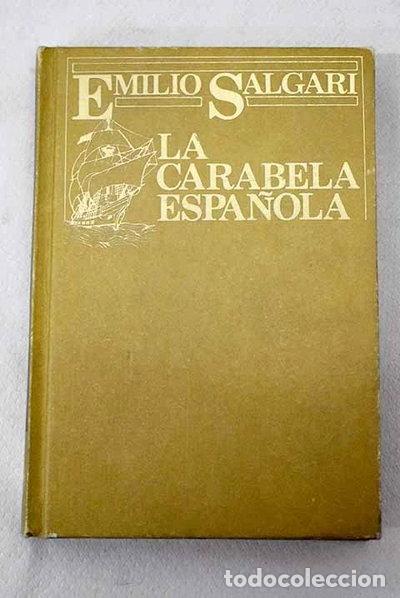 EMILIO SALGARI
LA
CARABELA
ESPAÑOLA
todocoleccion